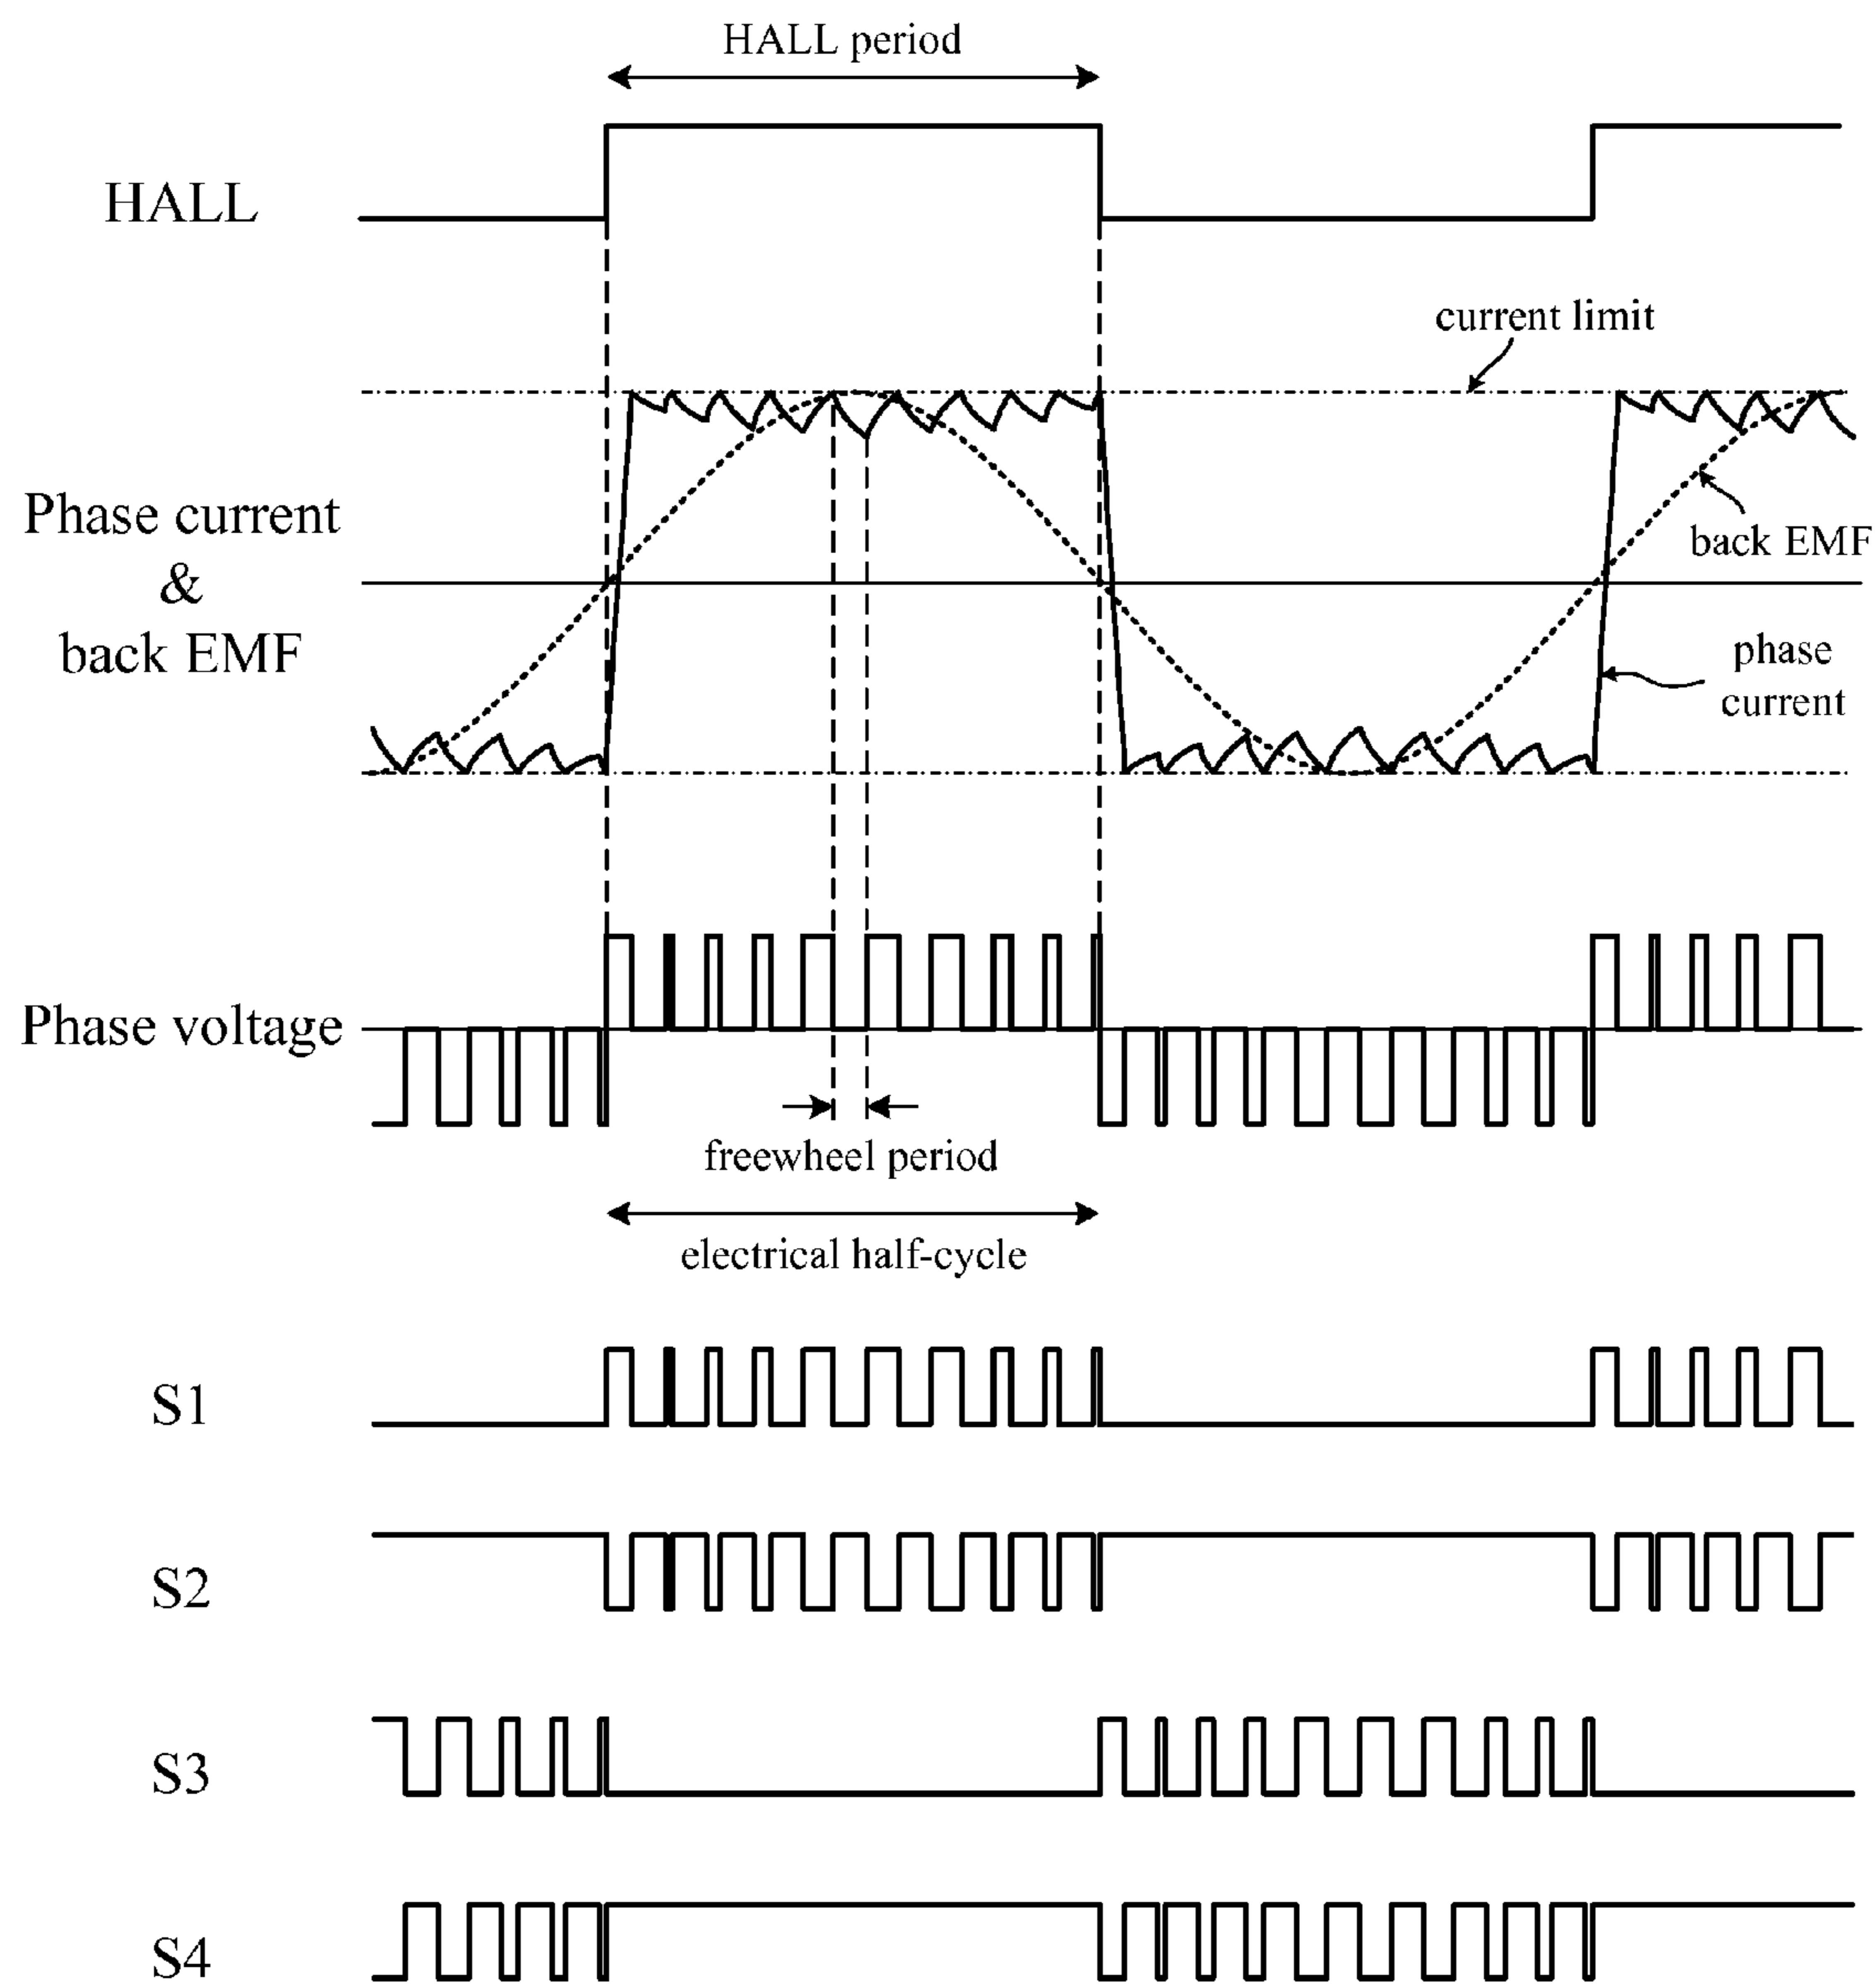 HALL period
HALL
current limit
Phase current
&
back EMF
back EMF
phase
current
Phase voltage
freewheel period
electrical half-cycle
S1
S2
S3
S4